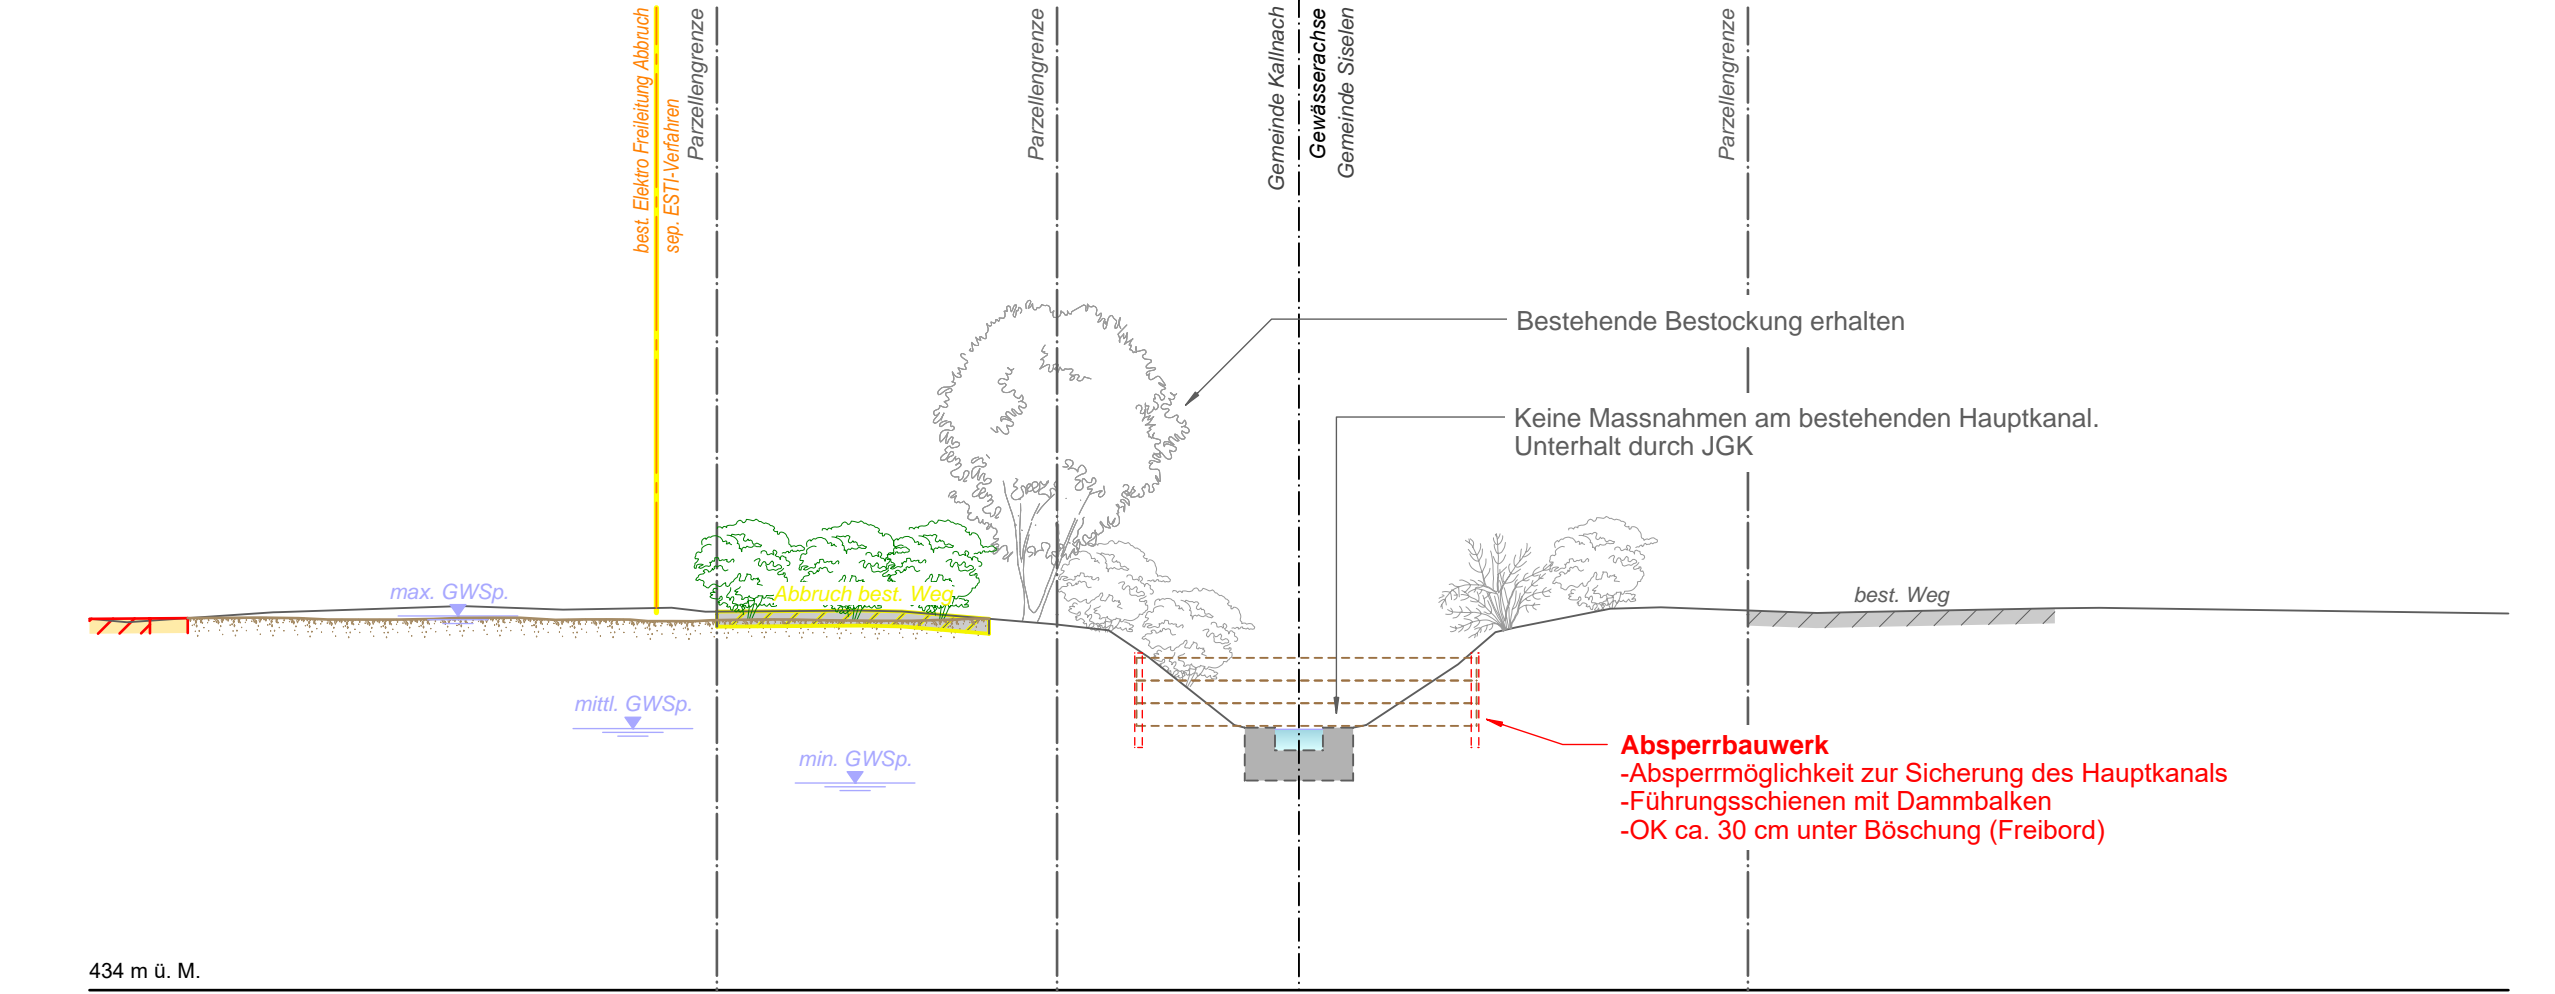 best. Elektro Freileitung Abbruch
sep. ESTI-Verfahren
Parzellengrenze
Parzellengrenze
Gemeinde Kallnach
Gewässerachse
Gemeinde Siselen
Parzellengrenze
Bestehende Bestockung erhalten
Keine Massnahmen am bestehenden Hauptkanal.
Unterhalt durch JGK
max. GWSp.
Abbruch best. Weg
best. Weg
mittl. GWSp.
min. GWSp.
Absperrbauwerk
-Absperrmöglichkeit zur Sicherung des Hauptkanals
-Führungsschienen mit Dammbalken
-OK ca. 30 cm unter Böschung (Freibord)
434 m ü. M.